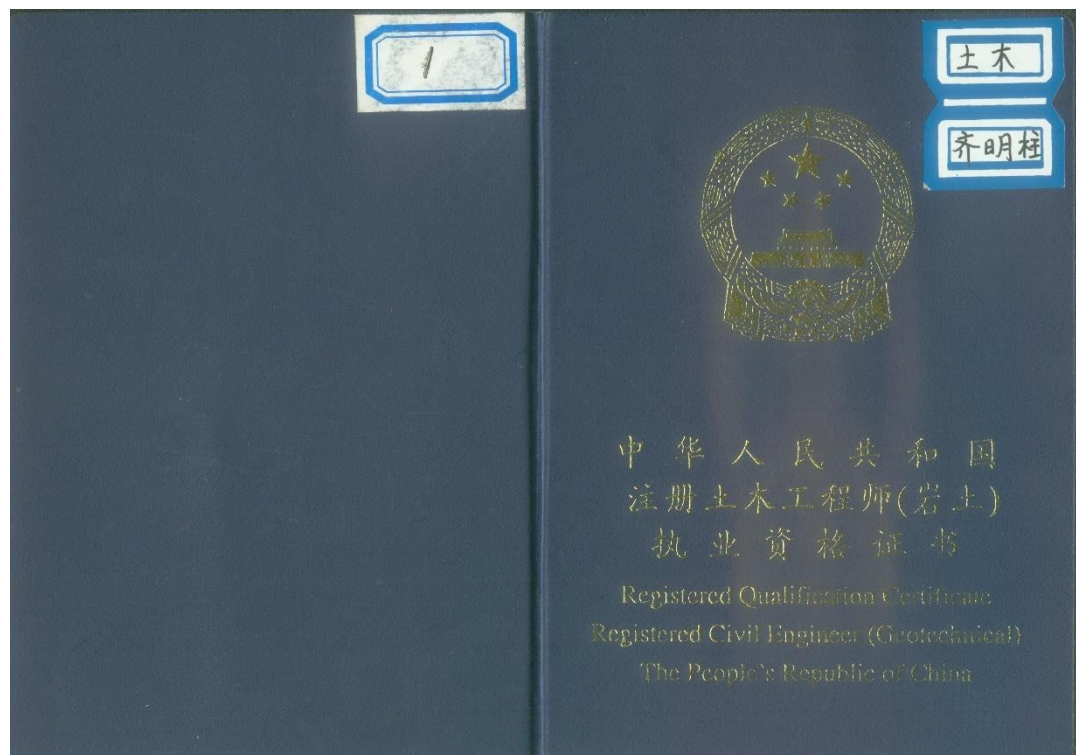 1
土木
齐明柱
中华人民共和国
注册土木工程师(岩土)
执业资格证书
Registered Qualification Certificate
Registered Civil Engineer (Geotechnical)
The People's Republic of China